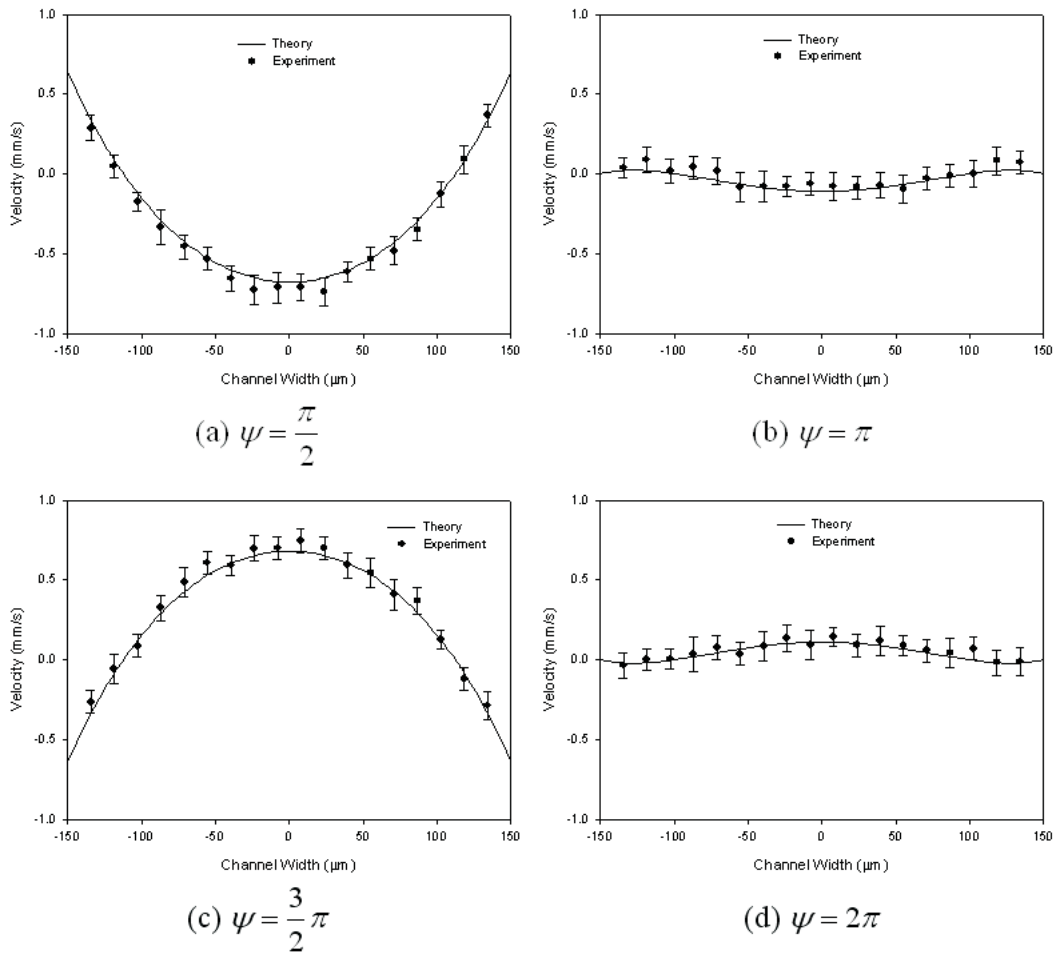 1.0
0.5
0.0
-0.5
-1.0
Velocity (mm/s)
Theory
Experiment
-150 -100 -50 0 50 100 150
Channel Width (µm)
(a) ψ = π/2
1.0
0.5
0.0
-0.5
-1.0
Velocity (mm/s)
Theory
Experiment
-150 -100 -50 0 50 100 150
Channel Width (µm)
(b) ψ = π
1.0
0.5
0.0
-0.5
-1.0
Velocity (mm/s)
Theory
Experiment
-150 -100 -50 0 50 100 150
Channel Width (µm)
(c) ψ = 3/2 π
1.0
0.5
0.0
-0.5
-1.0
Velocity (mm/s)
Theory
Experiment
-150 -100 -50 0 50 100 150
Channel Width (µm)
(d) ψ = 2π